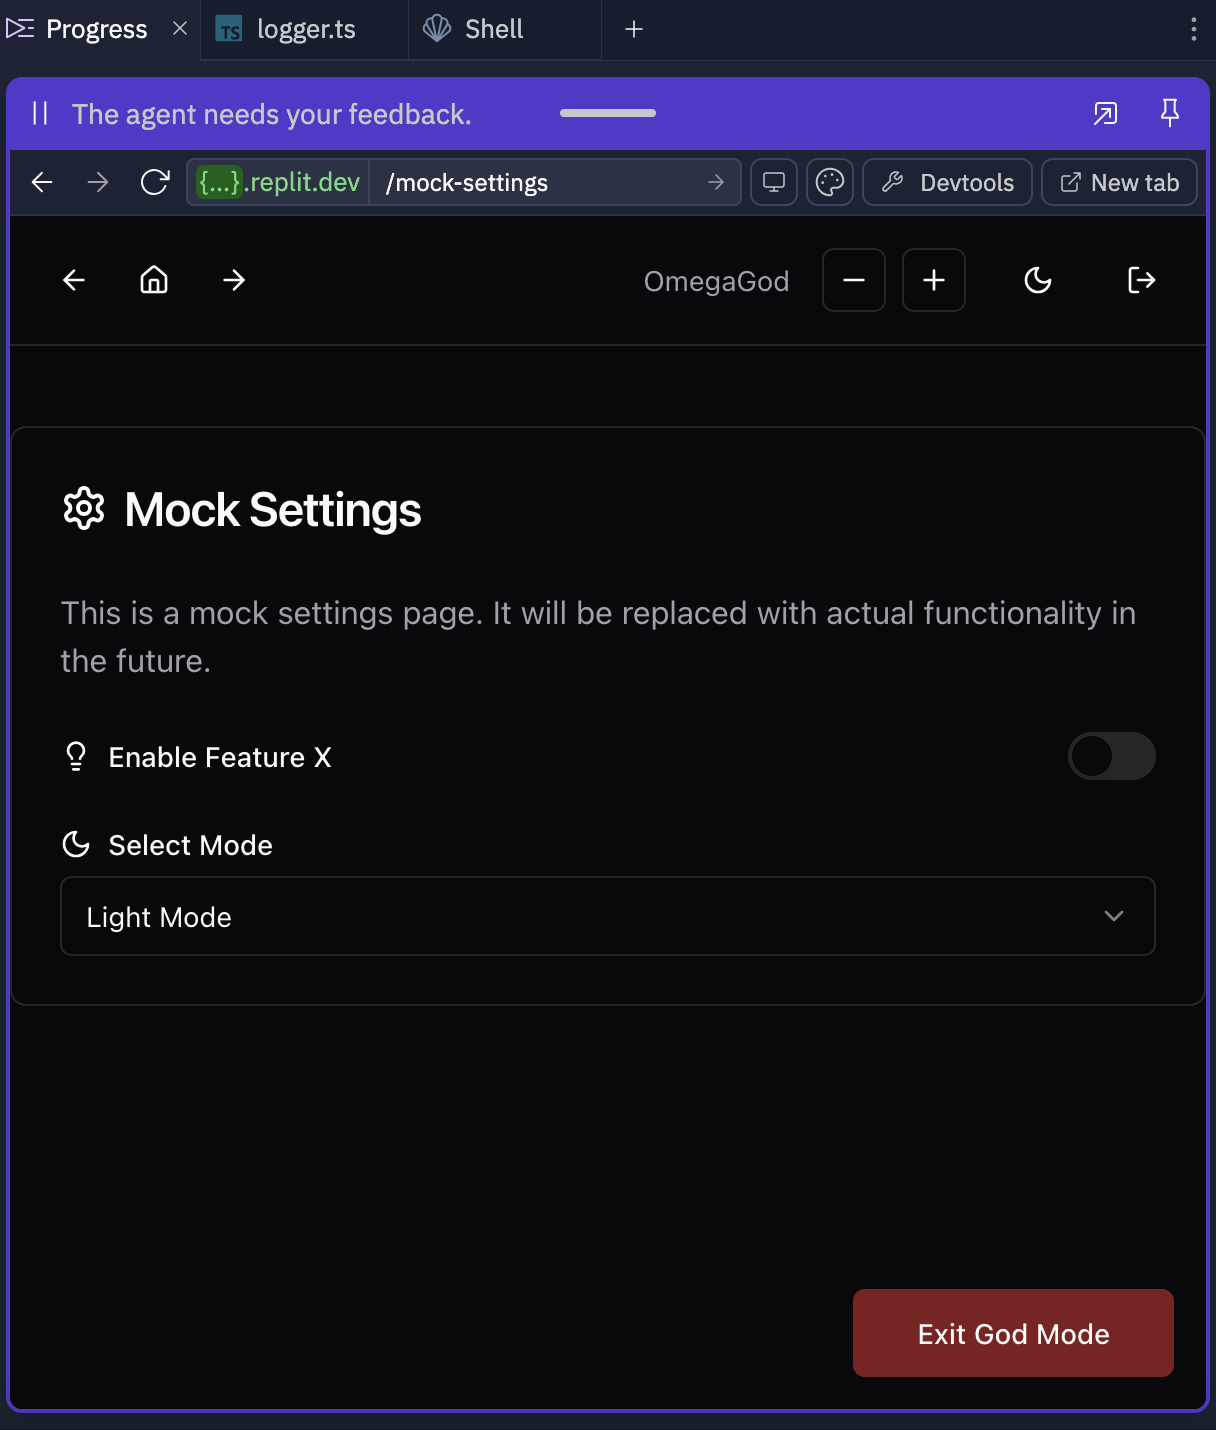 Progress
TS logger.ts
Shell
The agent needs your feedback.
{...}.replit.dev /mock-settings
Devtools
New tab
OmegaGod
Mock Settings
This is a mock settings page. It will be replaced with actual functionality in
the future.
Enable Feature X
Select Mode
Light Mode
Exit God Mode